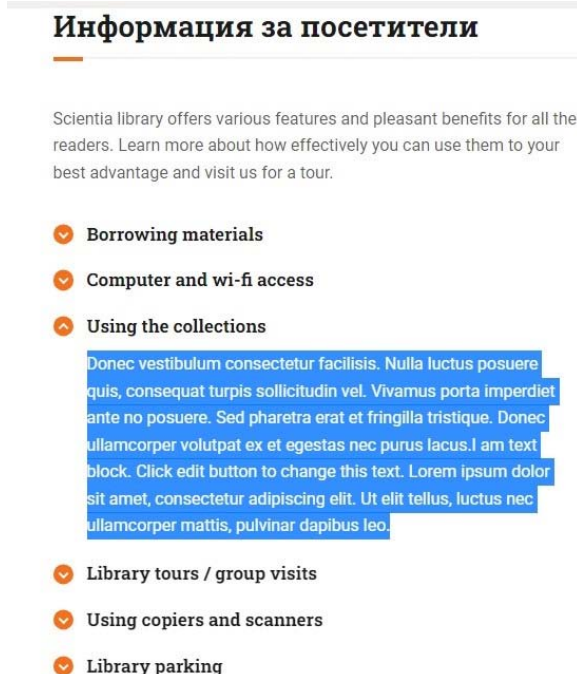 Информация за посетители
Scientia library offers various features and pleasant benefits for all the
readers. Learn more about how effectively you can use them to your
best advantage and visit us for a tour.
Borrowing materials
Computer and wi-fi access
Using the collections
Donec vestibulum consectetur facilisis. Nulla luctus posuere
quis, consequat turpis sollicitudin vel. Vivamus porta imperdiet
ante no posuere. Sed pharetra erat et fringilla tristique. Donec
ullamcorper volutpat ex et egestas nec purus lacus.I am text
block. Click edit button to change this text. Lorem ipsum dolor
sit amet, consectetur adipiscing elit. Ut elit tellus, luctus nec
ullamcorper mattis, pulvinar dapibus leo.
Library tours / group visits
Using copiers and scanners
Library parking